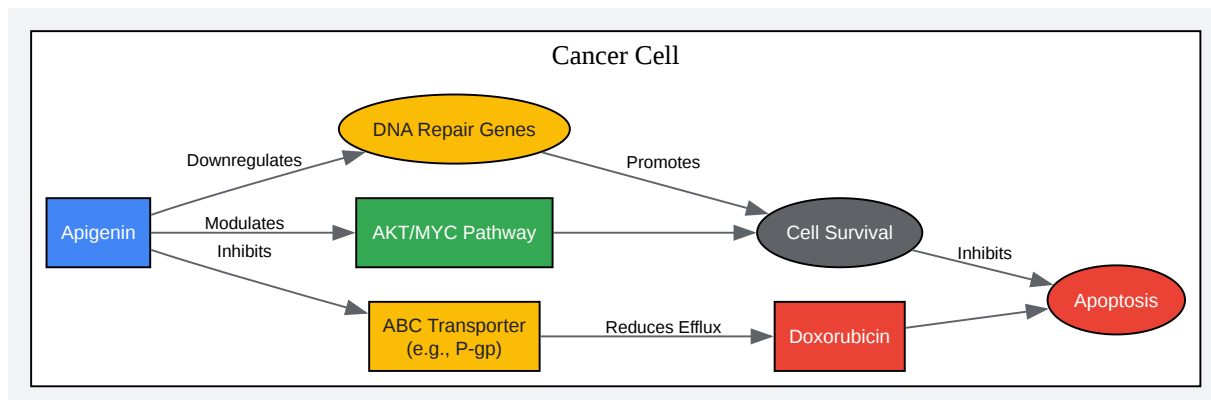 Cancer Cell
DNA Repair Genes
Downregulates
Promotes
Apigenin
Modulates
AKT/MYC Pathway
Cell Survival
Inhibits
Inhibits
Apoptosis
ABC Transporter
(e.g., P-gp)
Reduces Efflux
Doxorubicin